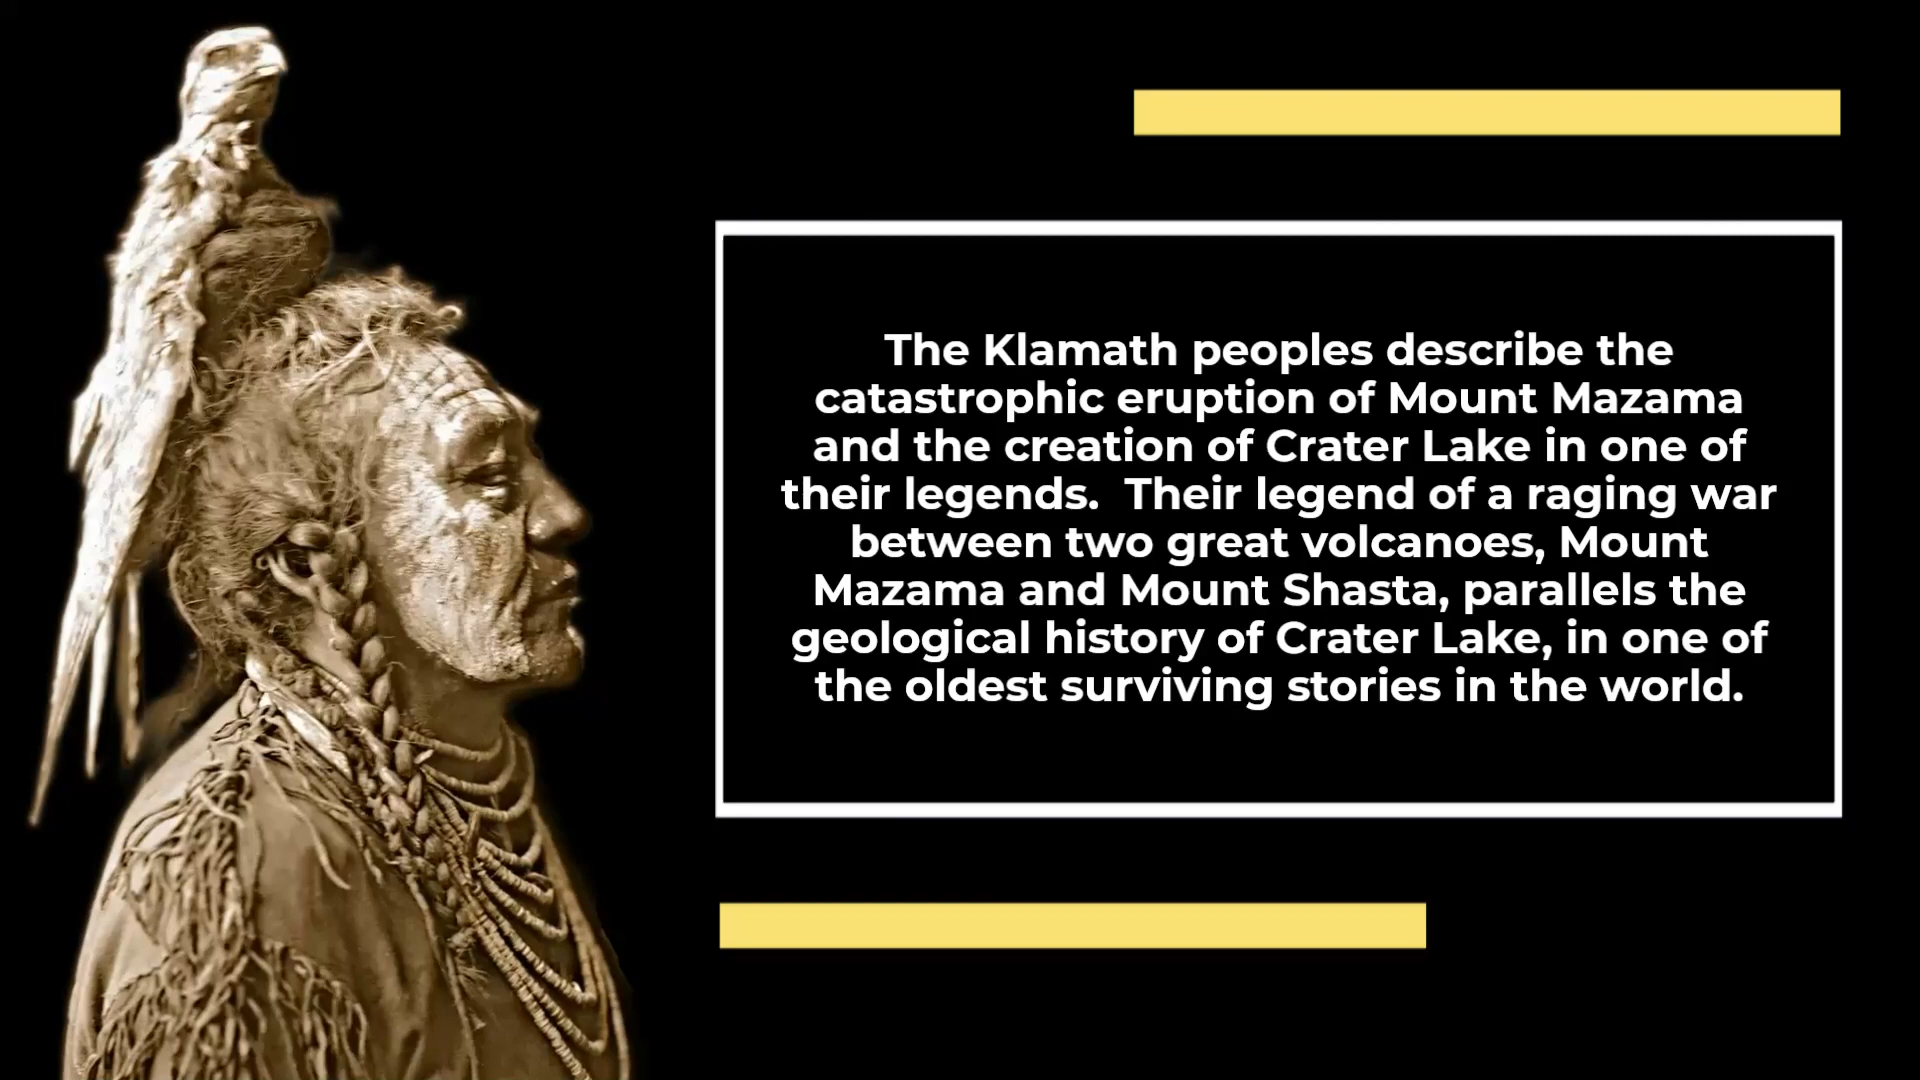 The Klamath peoples describe the
catastrophic eruption of Mount Mazama
and the creation of Crater Lake in one of
their legends.  Their legend of a raging war
between two great volcanoes, Mount
Mazama and Mount Shasta, parallels the
geological history of Crater Lake, in one of
the oldest surviving stories in the world.